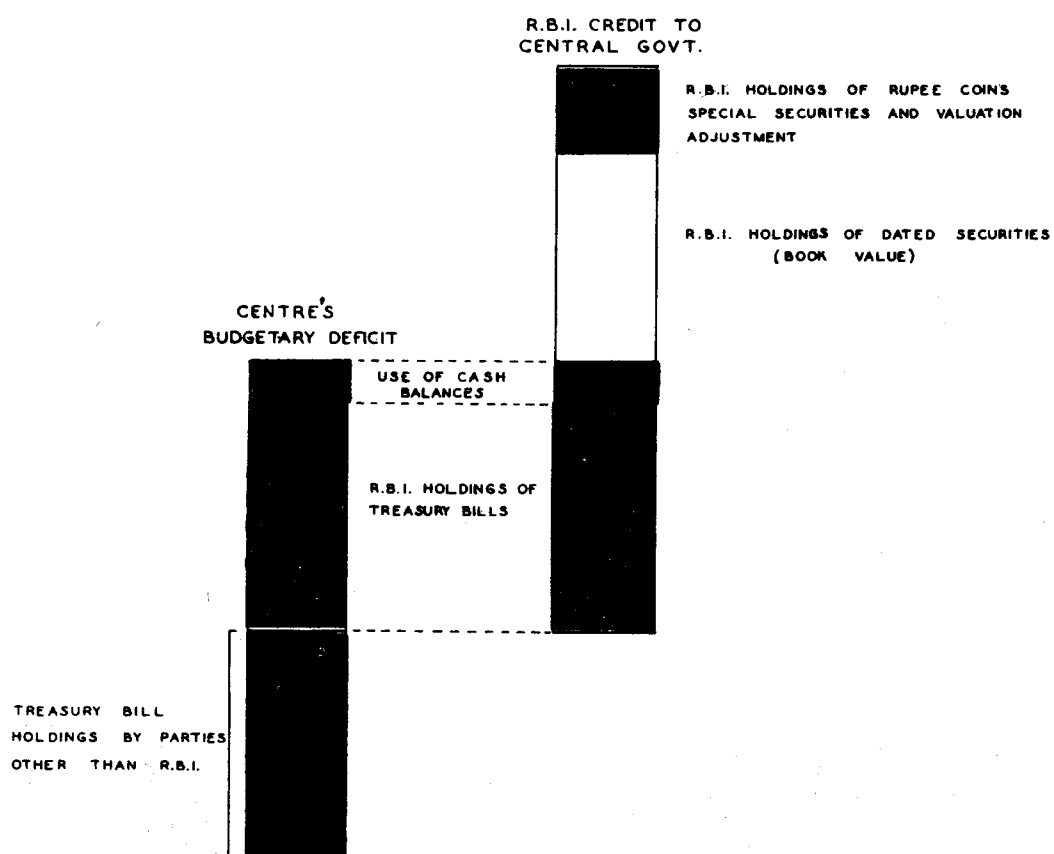 R.B.I. CREDIT TO
CENTRAL GOVT.
R.B.I. HOLDINGS OF RUPEE COINS
SPECIAL SECURITIES AND VALUATION
ADJUSTMENT
R.B.I. HOLDINGS OF DATED SECURITIES
(BOOK VALUE)
CENTRE'S
BUDGETARY DEFICIT
USE OF CASH
BALANCES
R.B.I. HOLDINGS OF
TREASURY BILLS
TREASURY BILL
HOLDINGS BY PARTIES
OTHER THAN R.B.I.